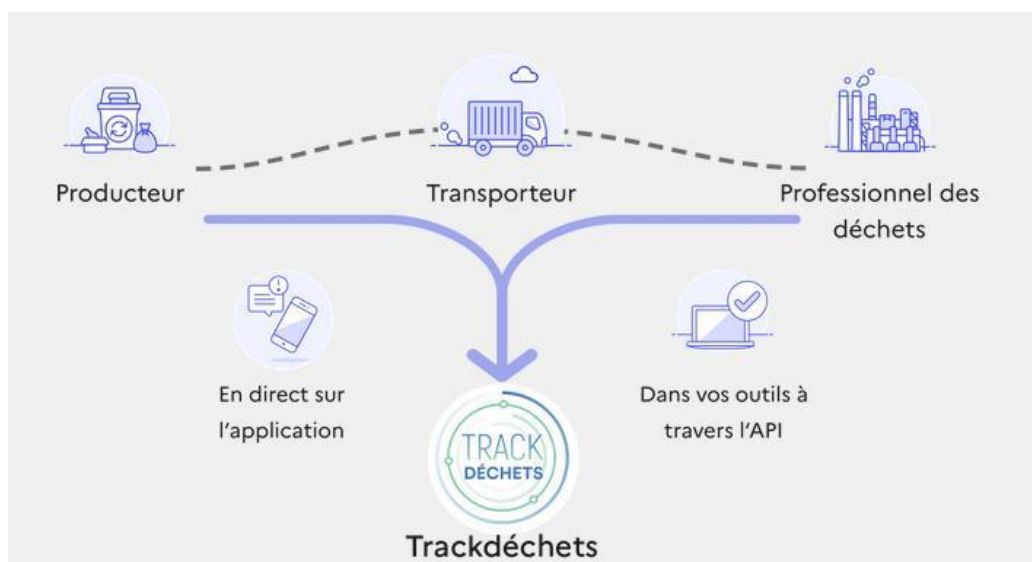 Producteur
Transporteur
Professionnel des
déchets
En direct sur
l’application
Dans vos outils à
travers l’API
TRACK
DÉCHETS
Trackdéchets